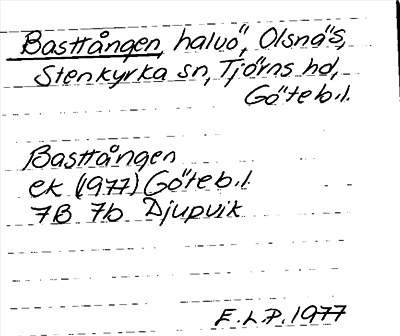 Basttången, halvö, Olsnäs,
Stenkyrka sn, Tjörns hd,
Göteb.l.
Basttången
ek (1977) Göteb.l.
7B 7b Djupvik
E.L.P. 1977